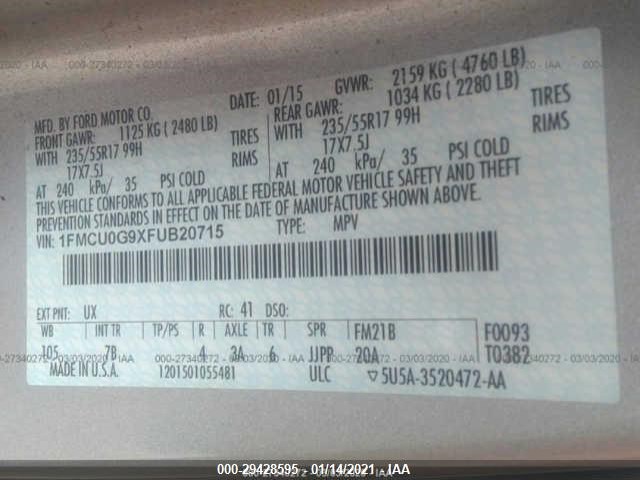 MFD. BY FORD MOTOR CO. DATE: 01/15 GVWR: 2159 KG ( 4760 LB)
FRONT GAWR: 1125 KG ( 2480 LB) REAR GAWR: 1034 KG ( 2280 LB)
WITH 235/55R17 99H TIRES WITH 235/55R17 99H TIRES
17X7.5J RIMS 17X7.5J RIMS
AT 240 kPa/ 35 PSI COLD AT 240 kPa/ 35 PSI COLD
THIS VEHICLE CONFORMS TO ALL APPLICABLE FEDERAL MOTOR VEHICLE SAFETY AND THEFT
PREVENTION STANDARDS IN EFFECT ON THE DATE OF MANUFACTURE SHOWN ABOVE.
VIN: 1FMCU0G9XFUB20715 TYPE: MPV
EXT PNT: UX RC: 41 DSO:
WB INT TR TP/PS R AXLE TR SPR FM21B F0093
105 7B 4 3A 6 JJPP 20A T0382
MADE IN U.S.A. 1201501055481 ULC ▽5U5A-3520472-AA
000-29428595 - 01/14/2021 - IAA